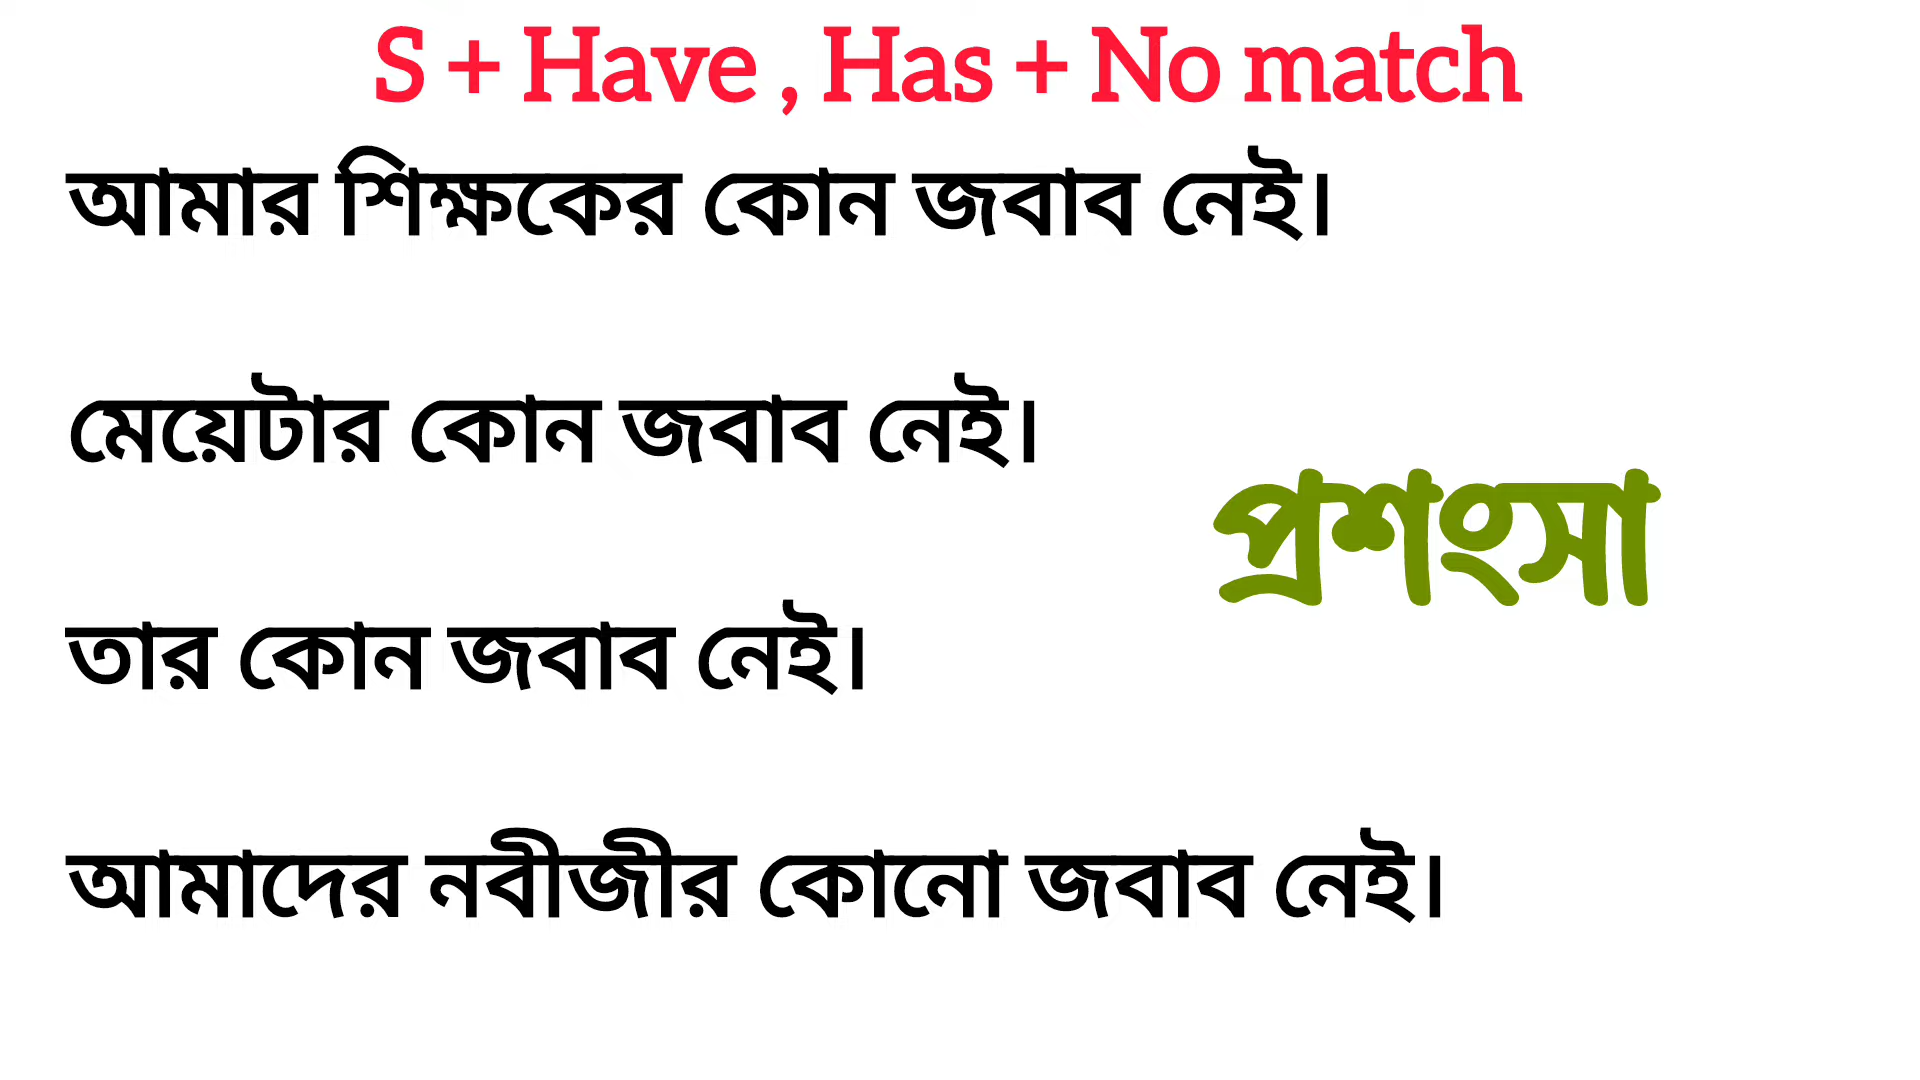 S + Have , Has + No match
আমার শিক্ষকের কোন জবাব নেই।
মেয়েটার কোন জবাব নেই।
প্রশংসা
তার কোন জবাব নেই।
আমাদের নবীজীর কোনো জবাব নেই।